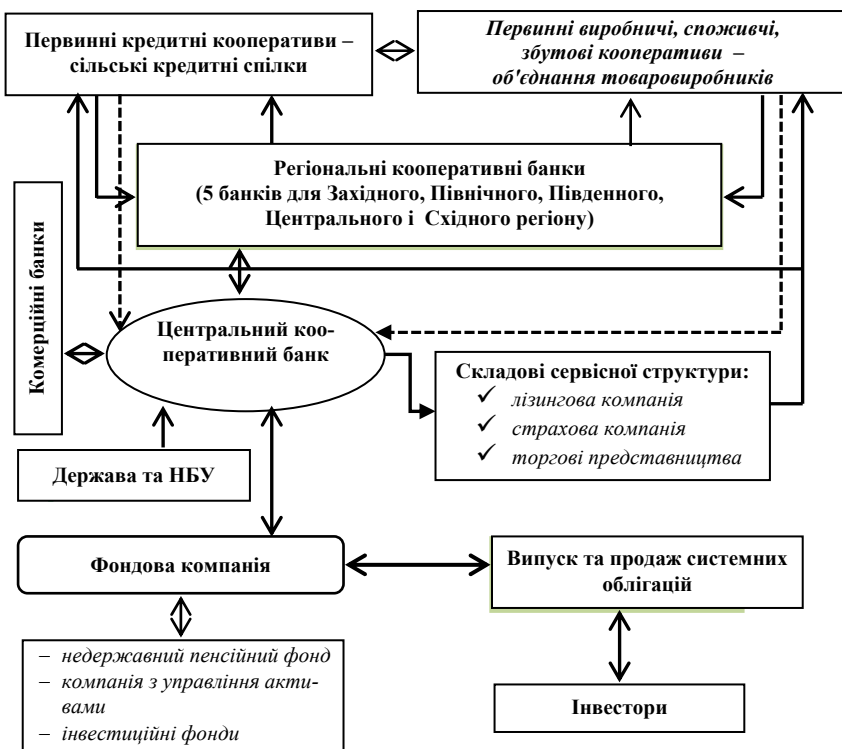 Первинні кредитні кооперативи –
сільські кредитні спілки
Первинні виробничі, споживчі,
збутові кооперативи –
об'єднання товаровиробників
Регіональні кооперативні банки
(5 банків для Західного, Північного, Південного,
Центрального і Східного регіону)
Комерційні банки
Центральний коо-
перативний банк
Складові сервісної структури:
✓ лізингова компанія
✓ страхова компанія
✓ торгові представництва
Держава та НБУ
Фондова компанія
Випуск та продаж системних
облігацій
– недержавний пенсійний фонд
– компанія з управління акти-
вами
– інвестиційні фонди
Інвестори